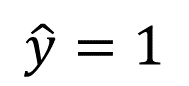 ŷ = 1